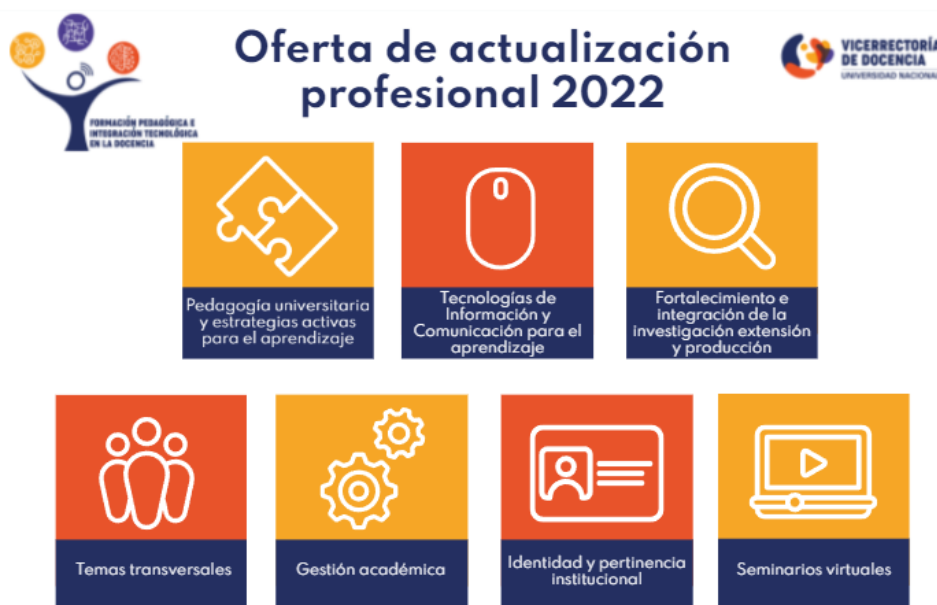 Oferta de actualización
profesional 2022
FORMACIÓN PEDAGÓGICA E
INTEGRACIÓN TECNOLÓGICA
EN LA DOCENCIA
VICERRECTORÍA
DE DOCENCIA
UNIVERSIDAD NACIONAL
Pedagogía universitaria
y estrategias activas
para el aprendizaje
Tecnologías de
Información y
Comunicación para el
aprendizaje
Fortalecimiento e
integración de la
investigación extensión
y producción
Temas transversales
Gestión académica
Identidad y pertinencia
institucional
Seminarios virtuales